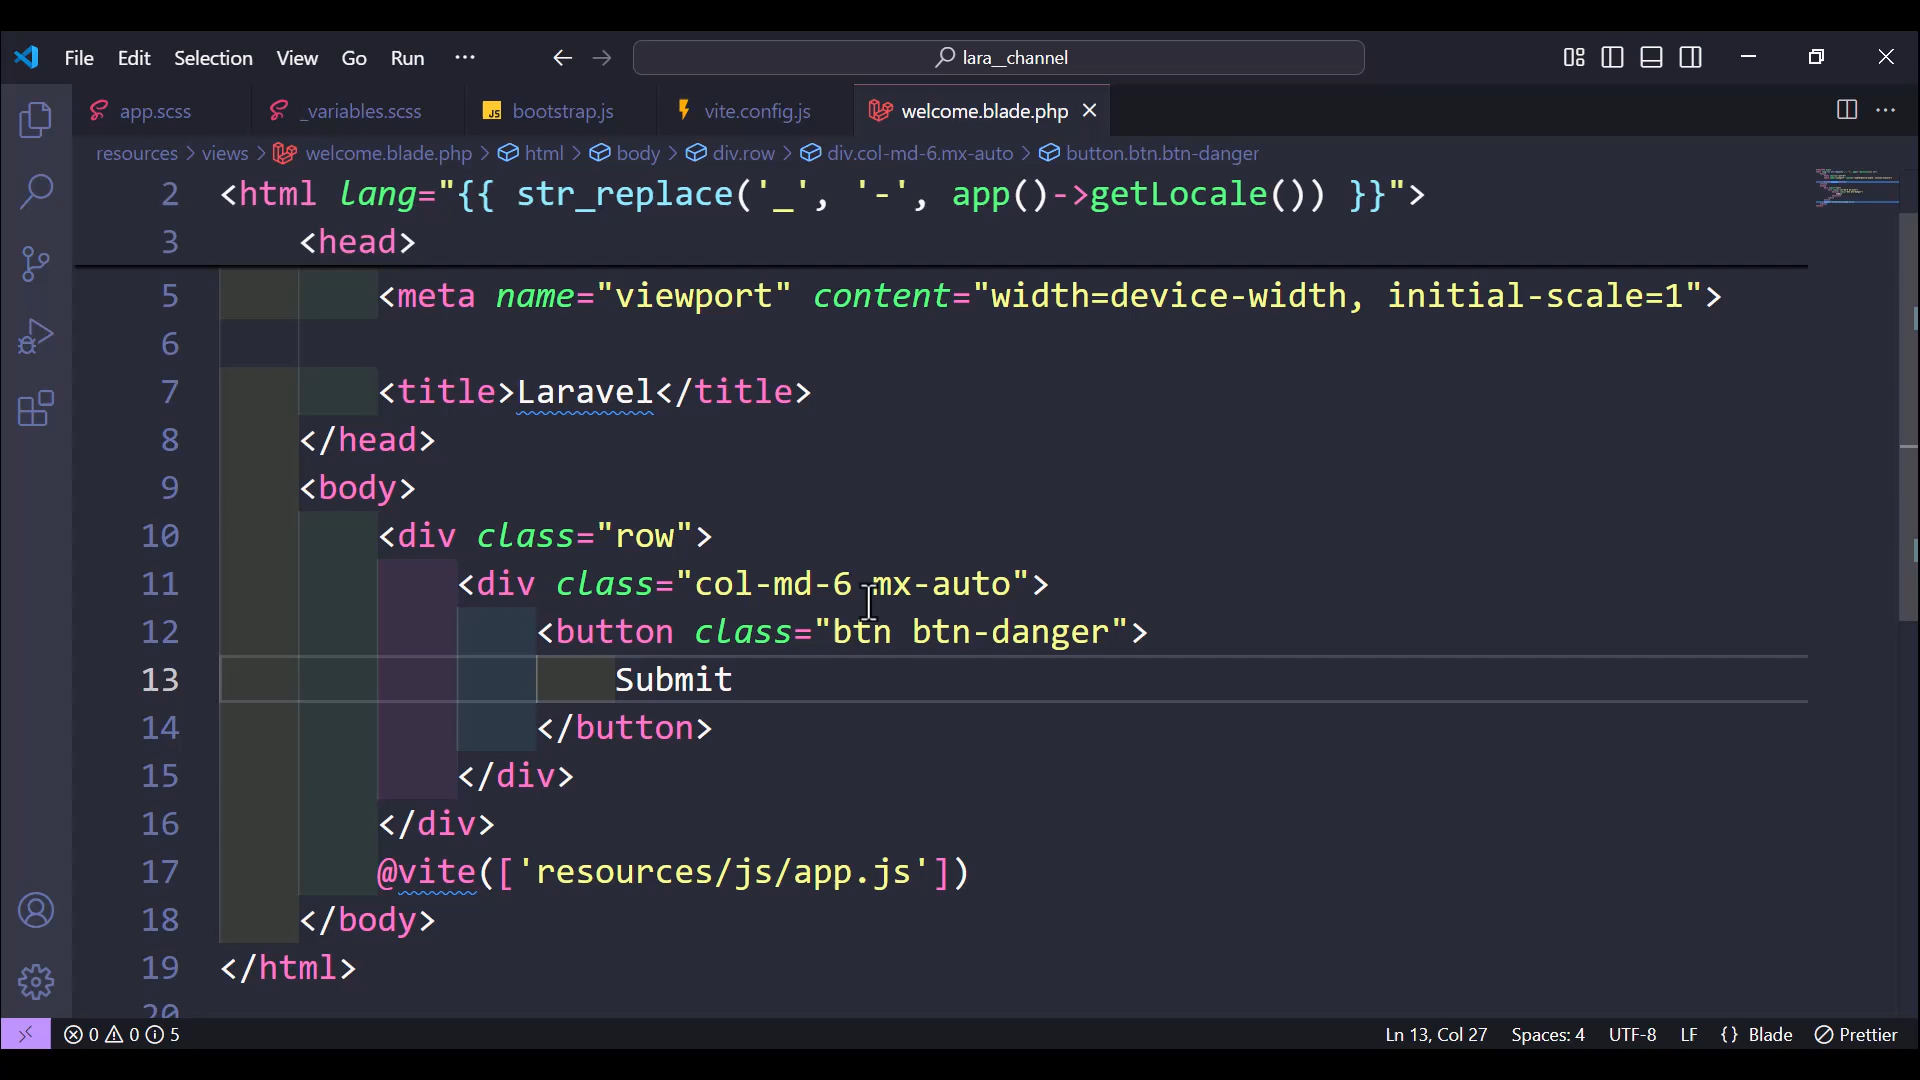 File Edit Selection View Go Run ··· lara__channel
app.scss _variables.scss JS bootstrap.js vite.config.js welcome.blade.php
resources > views > welcome.blade.php > html > body > div.row > div.col-md-6.mx-auto > button.btn.btn-danger
2 <html lang="{{ str_replace('_', '-', app()->getLocale()) }}">
3 <head>
5 <meta name="viewport" content="width=device-width, initial-scale=1">
6
7 <title>Laravel</title>
8 </head>
9 <body>
10 <div class="row">
11 <div class="col-md-6 mx-auto">
12 <button class="btn btn-danger">
13 Submit
14 </button>
15 </div>
16 </div>
17 @vite(['resources/js/app.js'])
18 </body>
19 </html>
20
0 0 5 Ln 13, Col 27 Spaces: 4 UTF-8 LF {} Blade Prettier